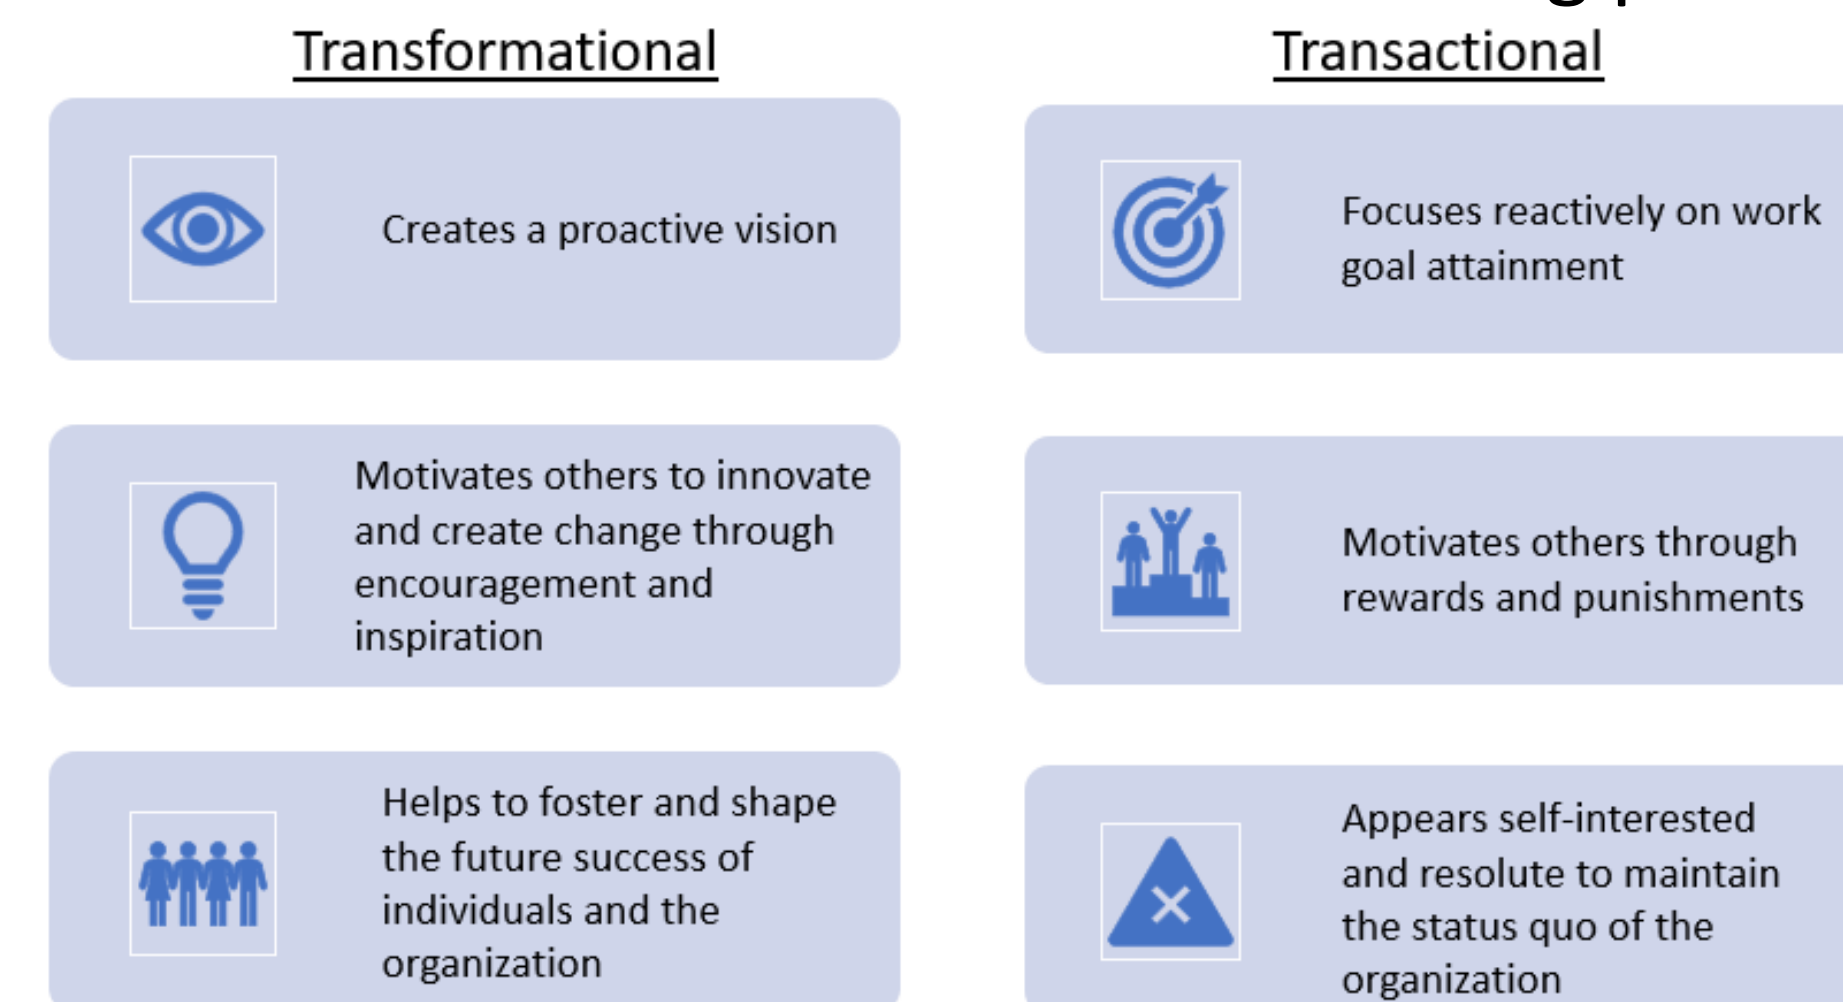 Transformational
Creates a proactive vision
Motivates others to innovate
and create change through
encouragement and
inspiration
Helps to foster and shape
the future success of
individuals and the
organization
Transactional
Focuses reactively on work
goal attainment
Motivates others through
rewards and punishments
Appears self-interested
and resolute to maintain
the status quo of the
organization